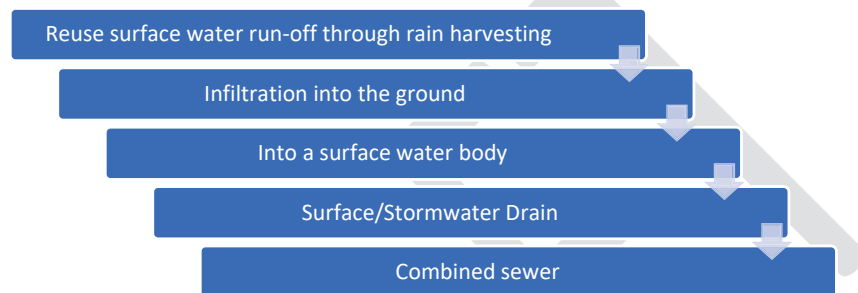 Reuse surface water run-off through rain harvesting
Infiltration into the ground
Into a surface water body
Surface/Stormwater Drain
Combined sewer